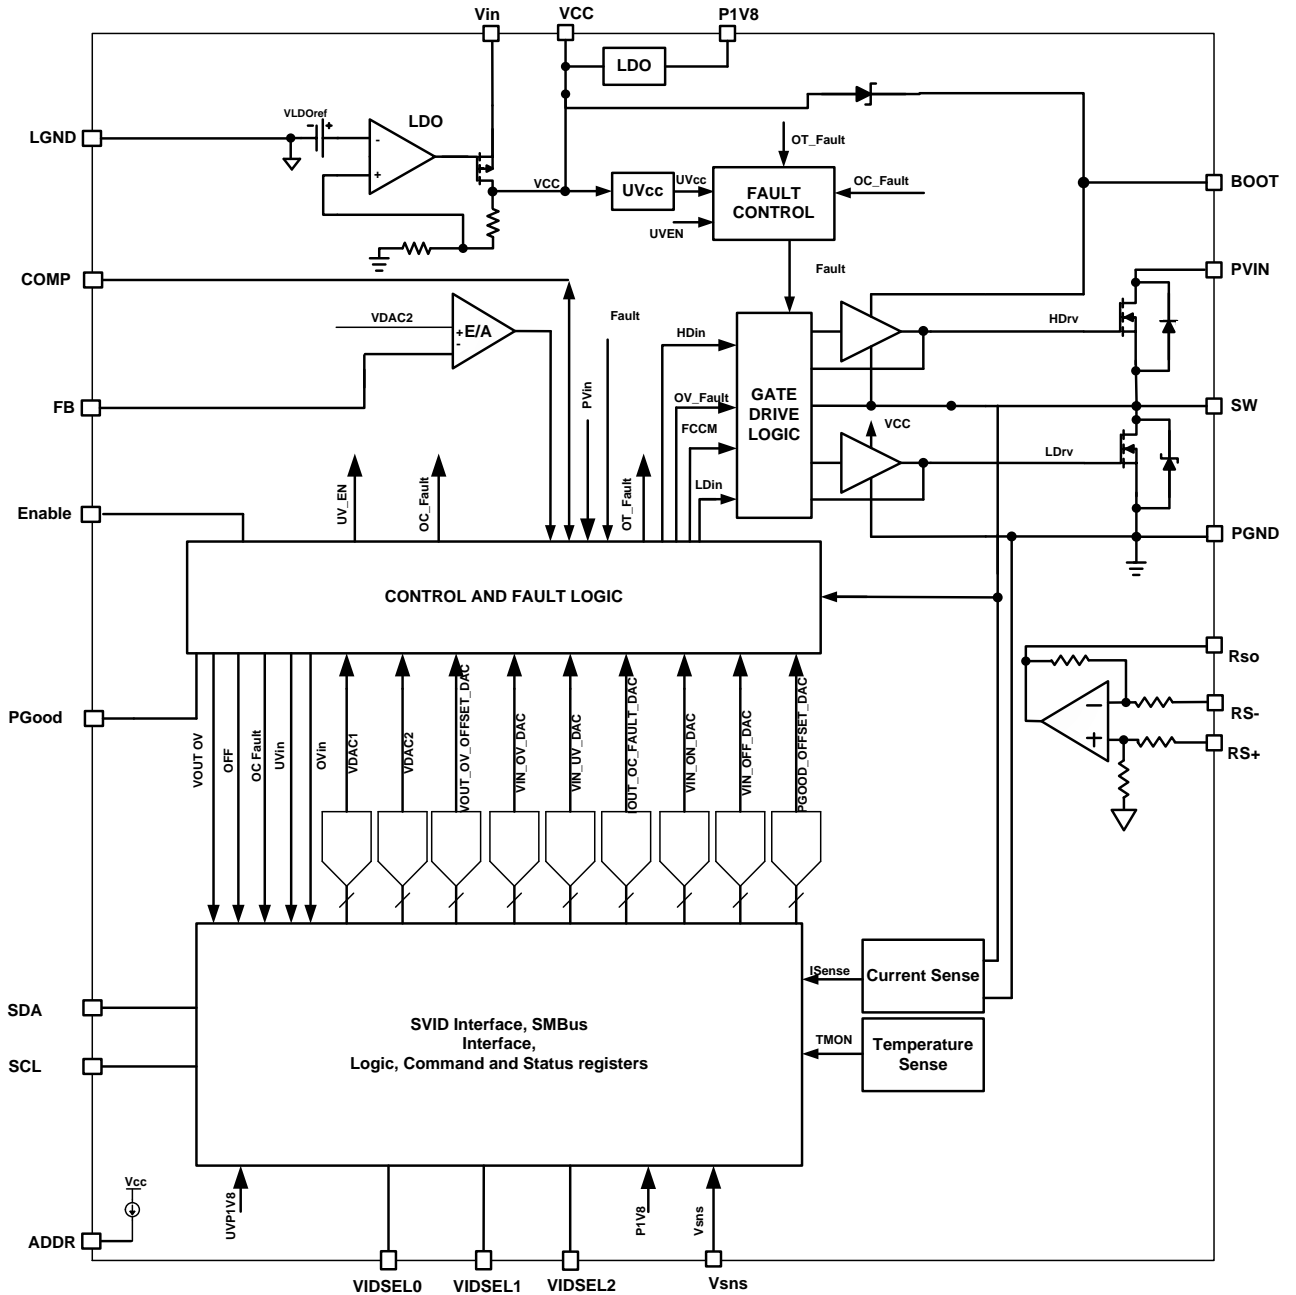 Vin
VCC
P1V8
LDO
VLDOref
- +
LDO
LGND
-
+
OT_Fault
VCC
UVcc
UVcc
FAULT
CONTROL
OC_Fault
BOOT
UVEN
COMP
Fault
PVIN
VDAC2
+
E/A
-
Fault
HDin
HDrv
PVin
OV_Fault
GATE
DRIVE
LOGIC
FB
SW
FCCM
VCC
LDrv
LDin
UV_EN
OC_Fault
OT_Fault
Enable
PGND
CONTROL AND FAULT LOGIC
Rso
RS-
RS+
PGood
VOUT OV
OFF
OC Fault
UVin
OVin
VDAC1
VDAC2
VOUT_OV_OFFSET_DAC
VIN_OV_DAC
VIN_UV_DAC
IOUT_OC_FAULT_DAC
VIN_ON_DAC
VIN_OFF_DAC
PGOOD_OFFSET_DAC
ISense
Current Sense
SDA
SVID Interface, SMBus
Interface,
Logic, Command and Status registers
TMON
Temperature
Sense
SCL
Vcc
UVP1V8
P1V8
Vsns
ADDR
VIDSEL0
VIDSEL1
VIDSEL2
Vsns